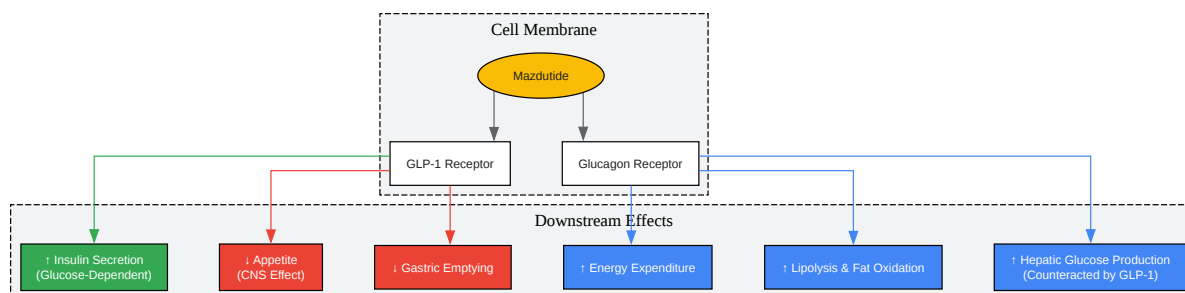 Cell Membrane
Mazdutide
GLP-1 Receptor
Glucagon Receptor
Downstream Effects
↑ Insulin Secretion
(Glucose-Dependent)
↓ Appetite
(CNS Effect)
↓ Gastric Emptying
↑ Energy Expenditure
↑ Lipolysis & Fat Oxidation
↑ Hepatic Glucose Production
(Counteracted by GLP-1)